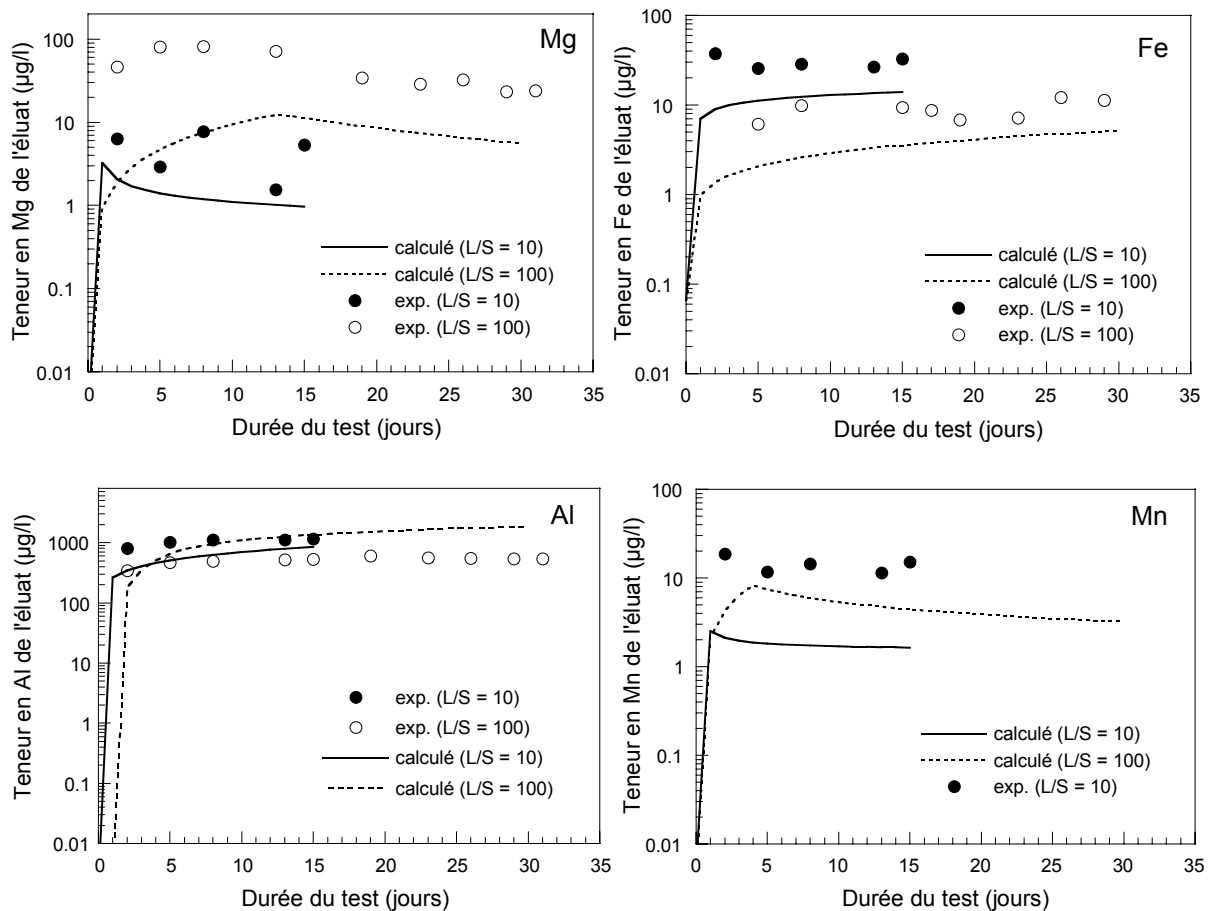 Mg
Teneur en Mg de l'éluat (µg/l)
100
10
1
0.1
0.01
calculé (L/S = 10)
calculé (L/S = 100)
exp. (L/S = 10)
exp. (L/S = 100)
0 5 10 15 20 25 30 35
Durée du test (jours)
Fe
Teneur en Fe de l'éluat (µg/l)
100
10
1
0.1
0.01
calculé (L/S = 10)
calculé (L/S = 100)
exp. (L/S = 10)
exp. (L/S = 100)
0 5 10 15 20 25 30 35
Durée du test (jours)
Al
Teneur en Al de l'éluat (µg/l)
1000
100
10
1
0.1
0.01
exp. (L/S = 10)
exp. (L/S = 100)
calculé (L/S = 10)
calculé (L/S = 100)
0 5 10 15 20 25 30 35
Durée du test (jours)
Mn
Teneur en Mn de l'éluat (µg/l)
100
10
1
0.1
0.01
calculé (L/S = 10)
calculé (L/S = 100)
exp. (L/S = 10)
0 5 10 15 20 25 30 35
Durée du test (jours)